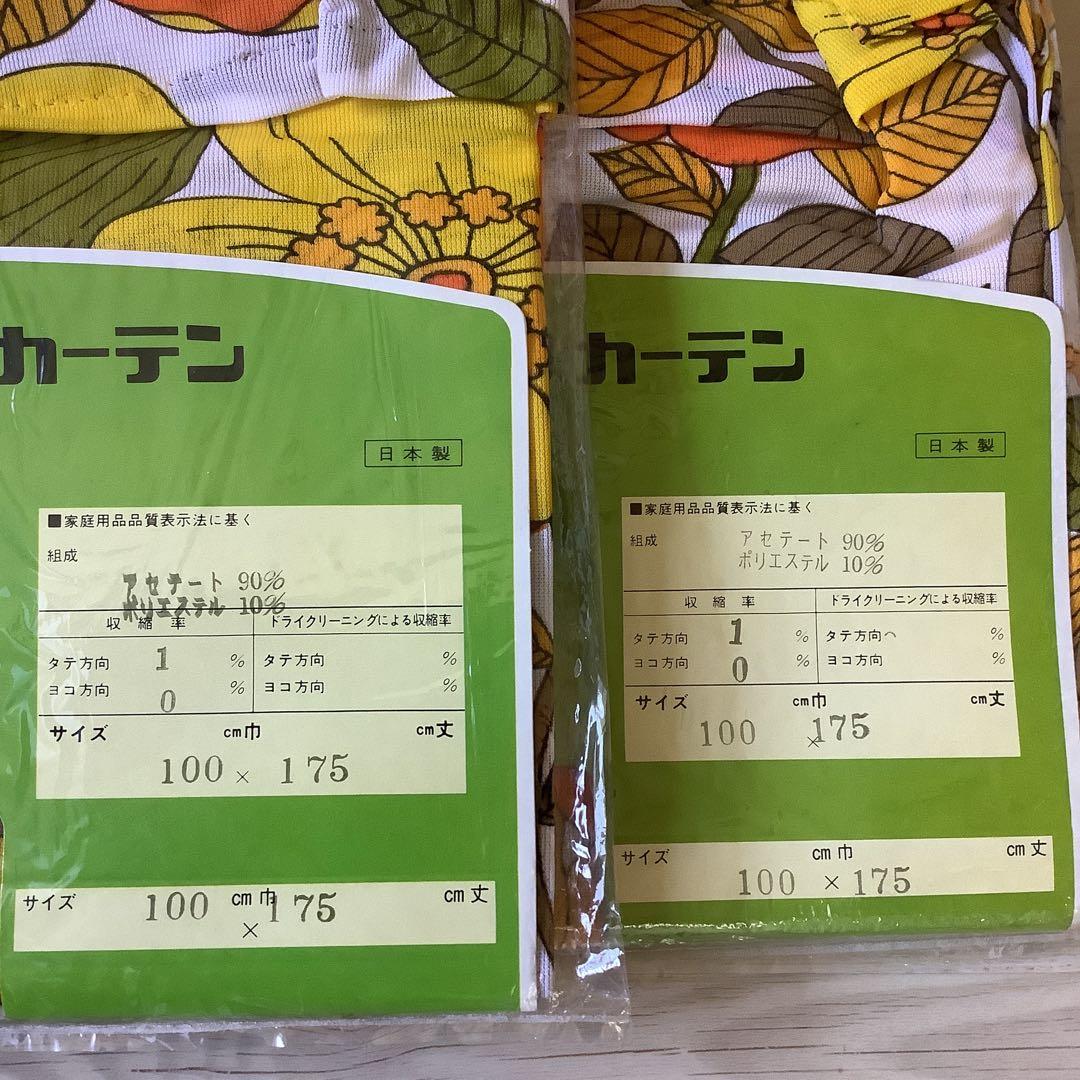 カーテン
日本製
■家庭用品品質表示法に基く
組成
アセテート 90%
ポリエステル 10%
収縮率 ドライクリーニングによる収縮率
タテ方向 1 % タテ方向 %
ヨコ方向 0 % ヨコ方向 %
サイズ cm巾 cm丈
100 × 175
サイズ 100 cm巾 × 175 cm丈
カーテン
日本製
■家庭用品品質表示法に基く
組成 アセテート 90%
ポリエステル 10%
収縮率 ドライクリーニングによる収縮率
タテ方向 1 % タテ方向 %
ヨコ方向 0 % ヨコ方向 %
サイズ cm巾 cm丈
100 × 175
サイズ cm巾 cm丈
100 × 175